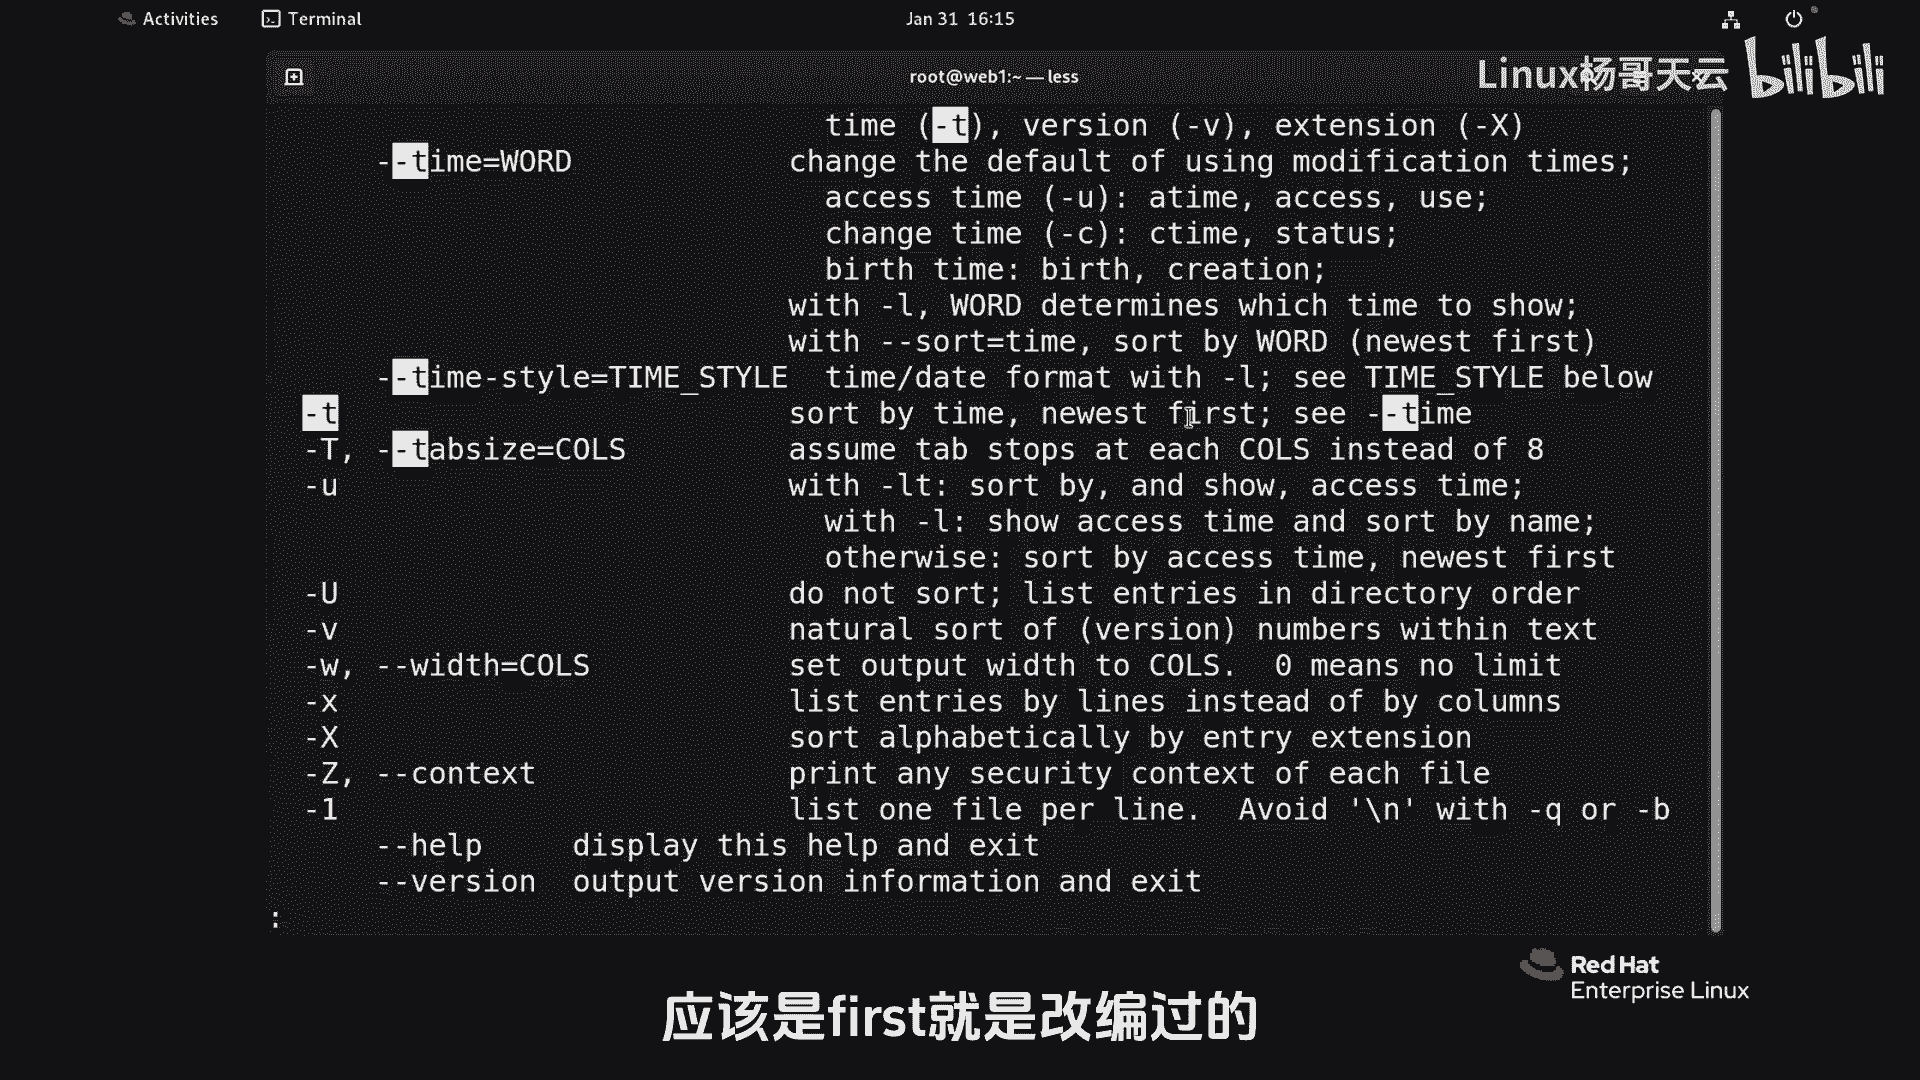 Activities Terminal Jan 31 16:15
root@web1:~ — less
Linux杨哥天云 bilibili
time (-t), version (-v), extension (-X)
--time=WORD change the default of using modification times;
access time (-u): atime, access, use;
change time (-c): ctime, status;
birth time: birth, creation;
with -l, WORD determines which time to show;
with --sort=time, sort by WORD (newest first)
--time-style=TIME_STYLE time/date format with -l; see TIME_STYLE below
-t sort by time, newest first; see --time
-T, --tabsize=COLS assume tab stops at each COLS instead of 8
-u with -lt: sort by, and show, access time;
with -l: show access time and sort by name;
otherwise: sort by access time, newest first
-U do not sort; list entries in directory order
-v natural sort of (version) numbers within text
-w, --width=COLS set output width to COLS. 0 means no limit
-x list entries by lines instead of by columns
-X sort alphabetically by entry extension
-Z, --context print any security context of each file
-1 list one file per line. Avoid '\n' with -q or -b
--help display this help and exit
--version output version information and exit
:
Red Hat
Enterprise Linux
应该是first就是改编过的